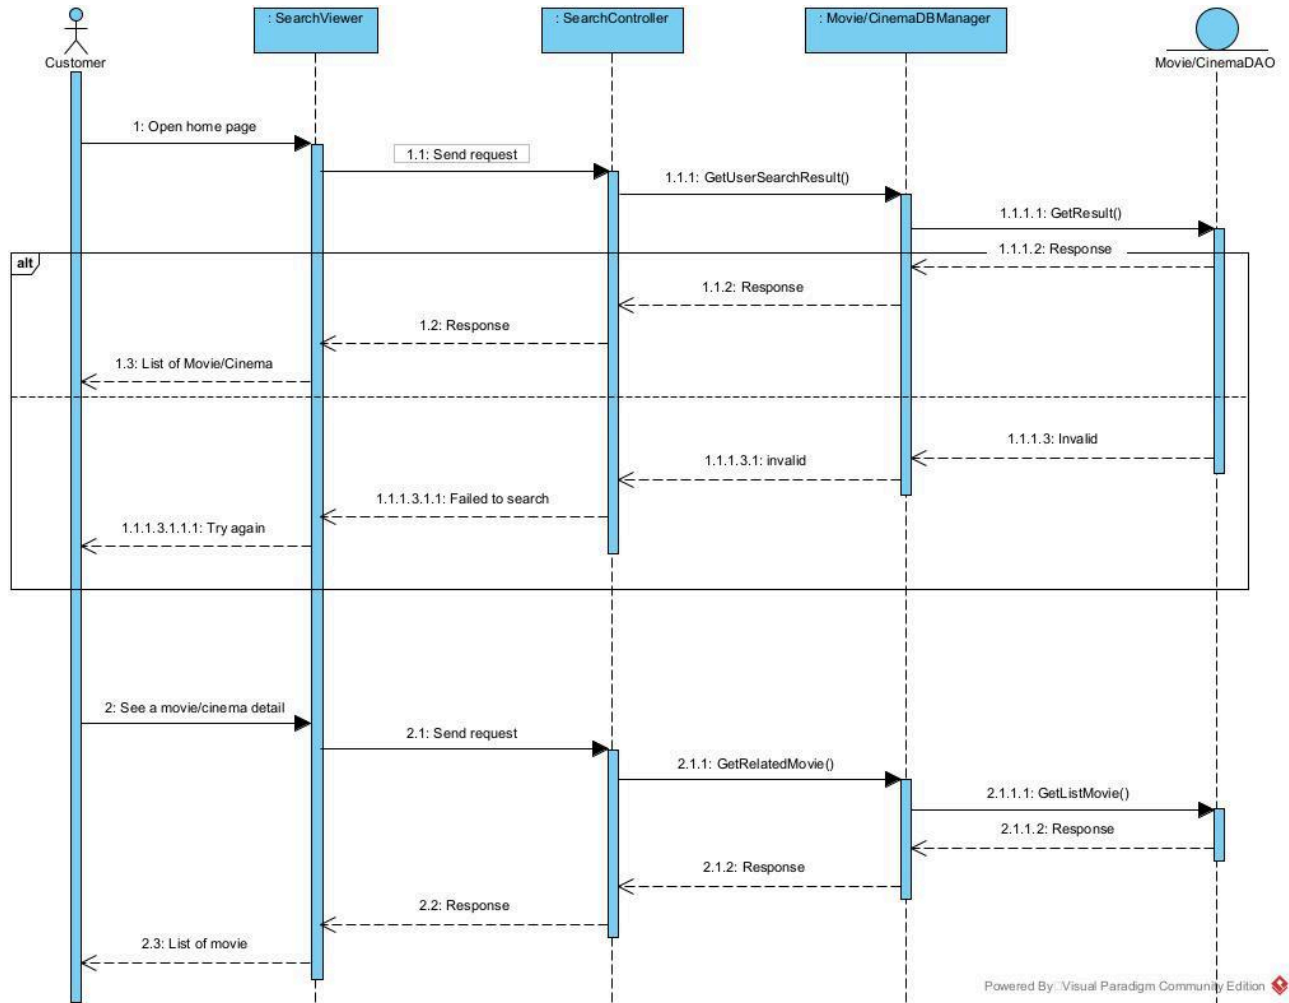 : SearchViewer
: SearchController
: Movie/CinemaDBManager
Customer
Movie/CinemaDAO
1: Open home page
1.1: Send request
1.1.1: GetUserSearchResult()
1.1.1.1: GetResult()
alt
1.1.1.2: Response
1.1.2: Response
1.2: Response
1.3: List of Movie/Cinema
1.1.1.3: Invalid
1.1.1.3.1: invalid
1.1.1.3.1.1: Failed to search
1.1.1.3.1.1.1: Try again
2: See a movie/cinema detail
2.1: Send request
2.1.1: GetRelatedMovie()
2.1.1.1: GetListMovie()
2.1.1.2: Response
2.1.2: Response
2.2: Response
2.3: List of movie
Powered By Visual Paradigm Community Edition